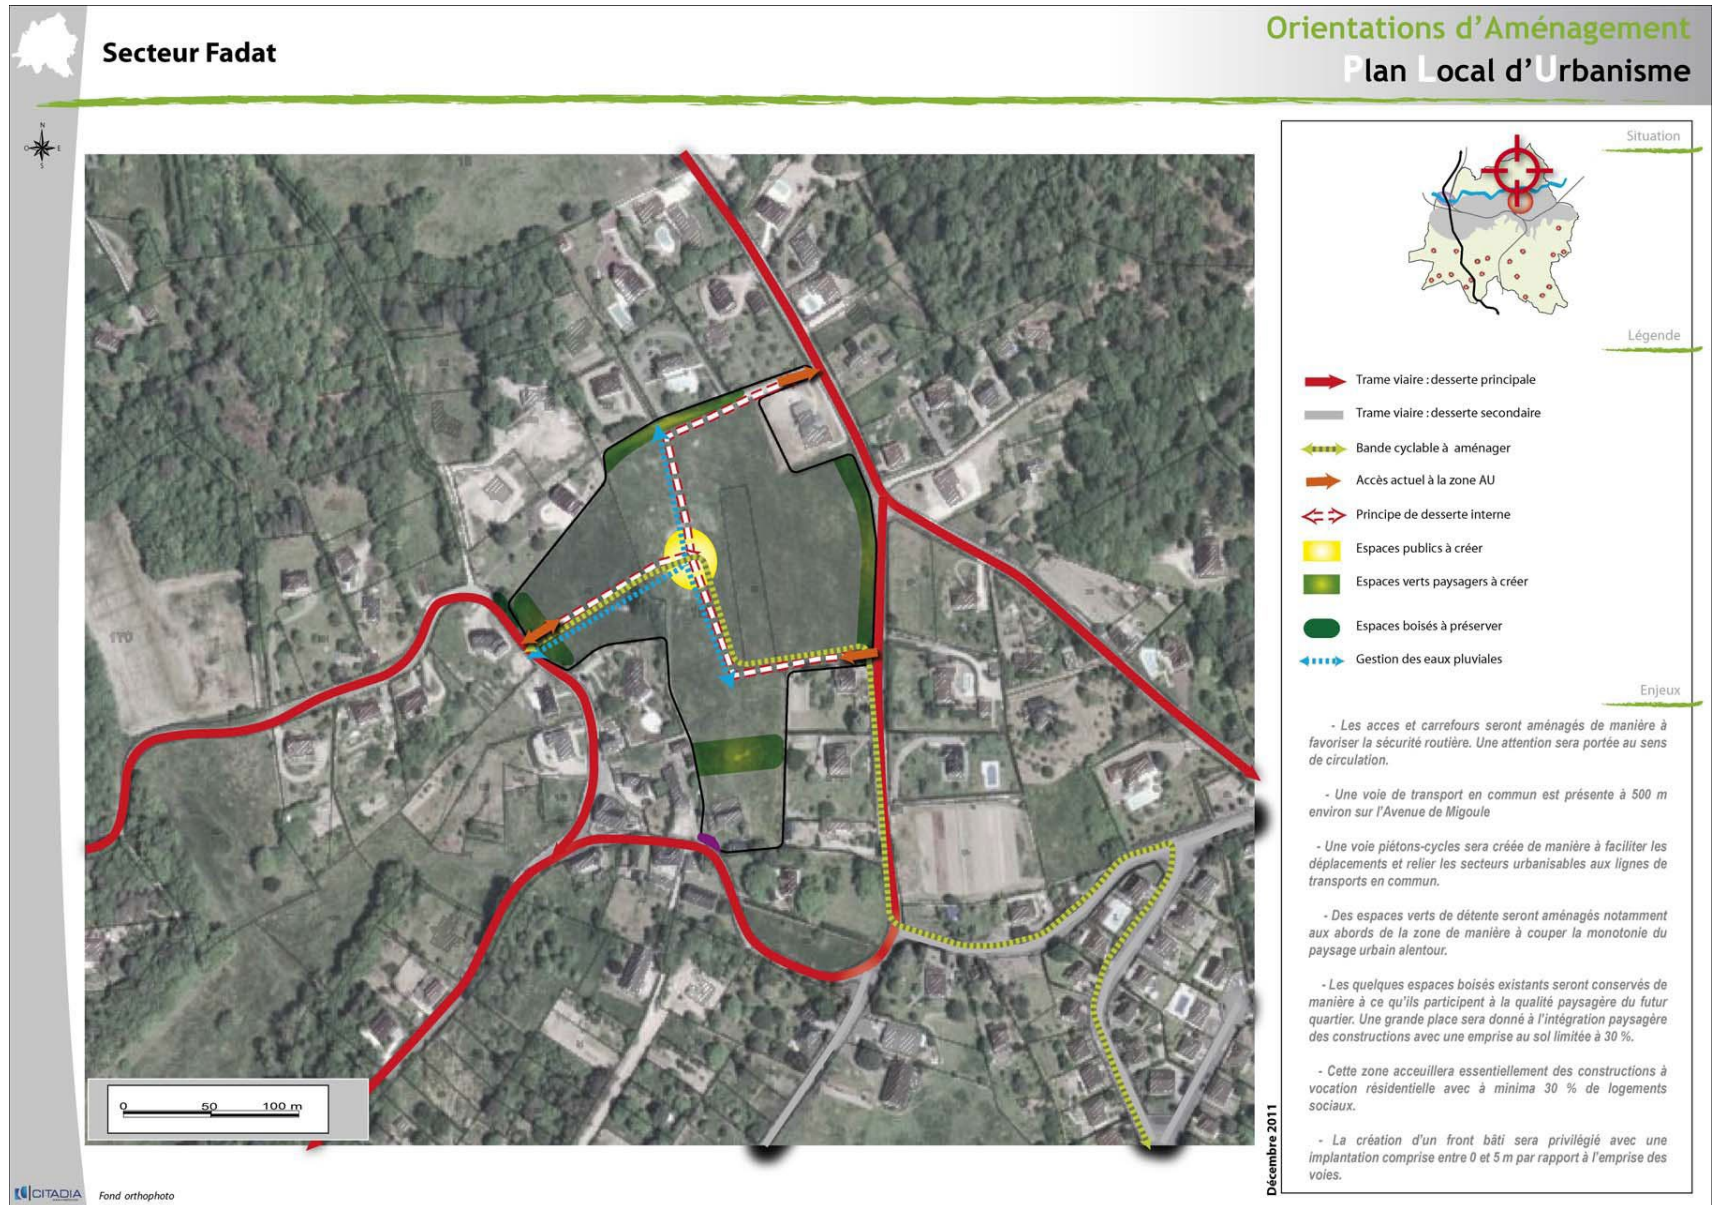 Secteur Fadat
Orientations d'Aménagement
Plan Local d'Urbanisme
N
O
E
S
Situation
Légende
Trame viaire : desserte principale
Trame viaire : desserte secondaire
Bande cyclable à aménager
Accès actuel à la zone AU
Principe de desserte interne
Espaces publics à créer
Espaces verts paysagers à créer
Espaces boisés à préserver
Gestion des eaux pluviales
Enjeux
- Les acces et carrefours seront aménagés de manière à
favoriser la sécurité routière. Une attention sera portée au sens
de circulation.
- Une voie de transport en commun est présente à 500 m
environ sur l'Avenue de Migoule
- Une voie piétons-cycles sera créée de manière à faciliter les
déplacements et relier les secteurs urbanisables aux lignes de
transports en commun.
- Des espaces verts de détente seront aménagés notamment
aux abords de la zone de manière à couper la monotonie du
paysage urbain alentour.
- Les quelques espaces boisés existants seront conservés de
manière à ce qu'ils participent à la qualité paysagère du futur
quartier. Une grande place sera donné à l'intégration paysagère
des constructions avec une emprise au sol limitée à 30 %.
- Cette zone acceuillera essentiellement des constructions à
vocation résidentielle avec à minima 30 % de logements
sociaux.
- La création d'un front bâti sera privilégié avec une
implantation comprise entre 0 et 5 m par rapport à l'emprise des
voies.
0 50 100 m
Décembre 2011
CITADIA
Fond orthophoto